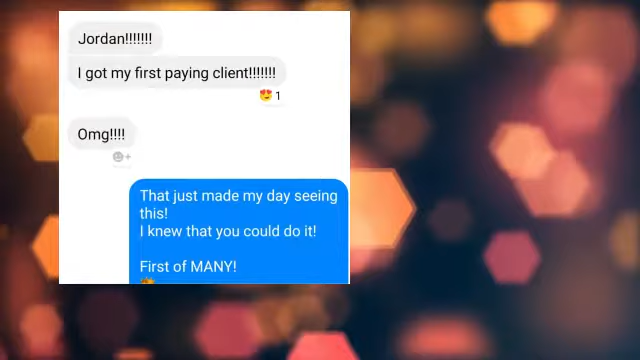 Jordan!!!!!!!
I got my first paying client!!!!!!!
😍 1
Omg!!!!
That just made my day seeing
this!
I knew that you could do it!
First of MANY!